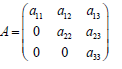 A = ( a₁₁ a₁₂ a₁₃
0 a₂₂ a₂₃
0 0 a₃₃ )